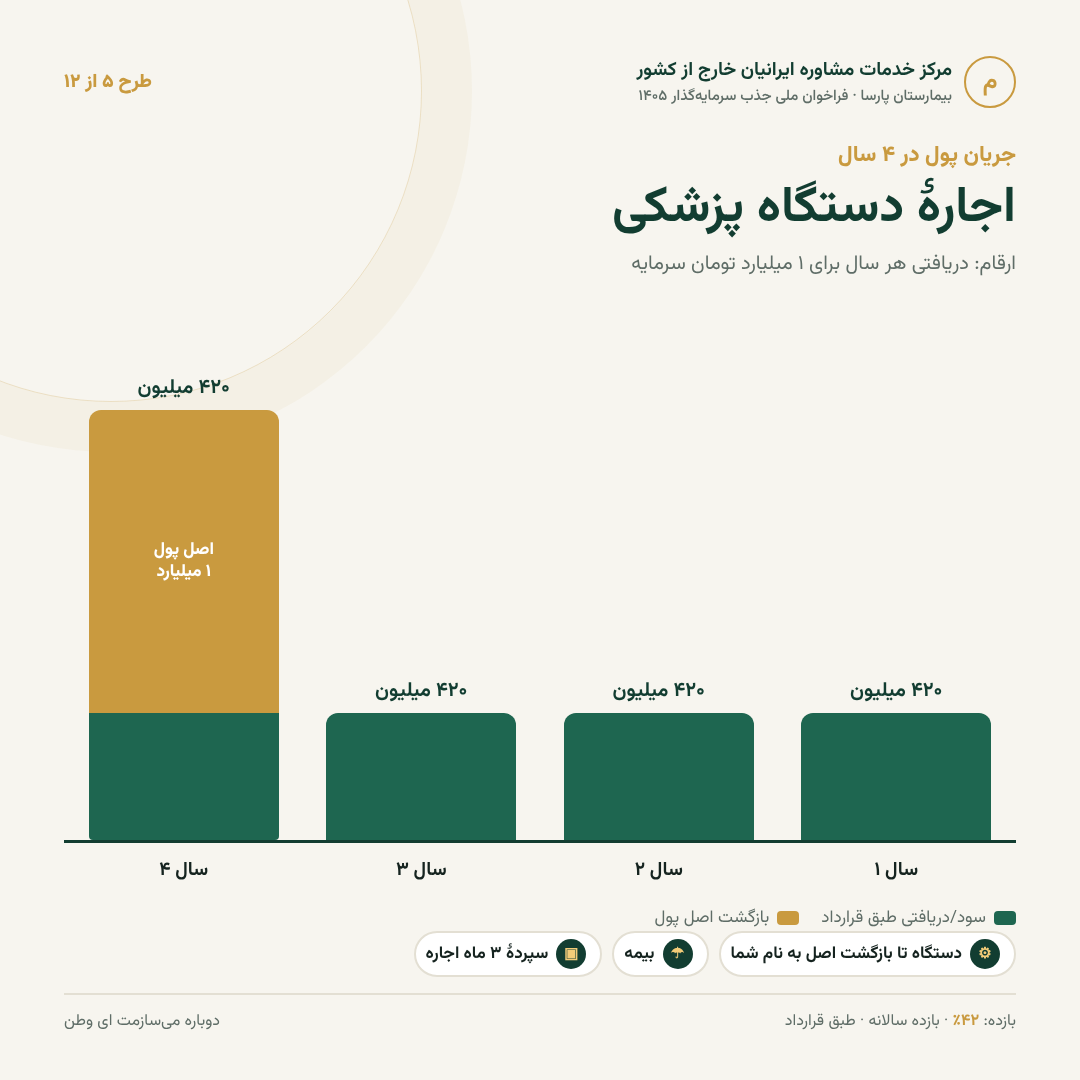 م
مرکز خدمات مشاوره ایرانیان خارج از کشور
بیمارستان پارسا · فراخوان ملی جذب سرمایه‌گذار ۱۴۰۵
طرح ۵ از ۱۲
جریان پول در ۴ سال
اجارهٔ دستگاه پزشکی
ارقام: دریافتی هر سال برای ۱ میلیارد تومان سرمایه
۴۲۰ میلیون
۴۲۰ میلیون
۴۲۰ میلیون
۴۲۰ میلیون
اصل پول
۱ میلیارد
سال ۱
سال ۲
سال ۳
سال ۴
سود/دریافتی طبق قرارداد
بازگشت اصل پول
دستگاه تا بازگشت اصل به نام شما
بیمه
سپردهٔ ۳ ماه اجاره
بازده: ۴۲٪ · بازده سالانه · طبق قرارداد
دوباره می‌سازمت ای وطن